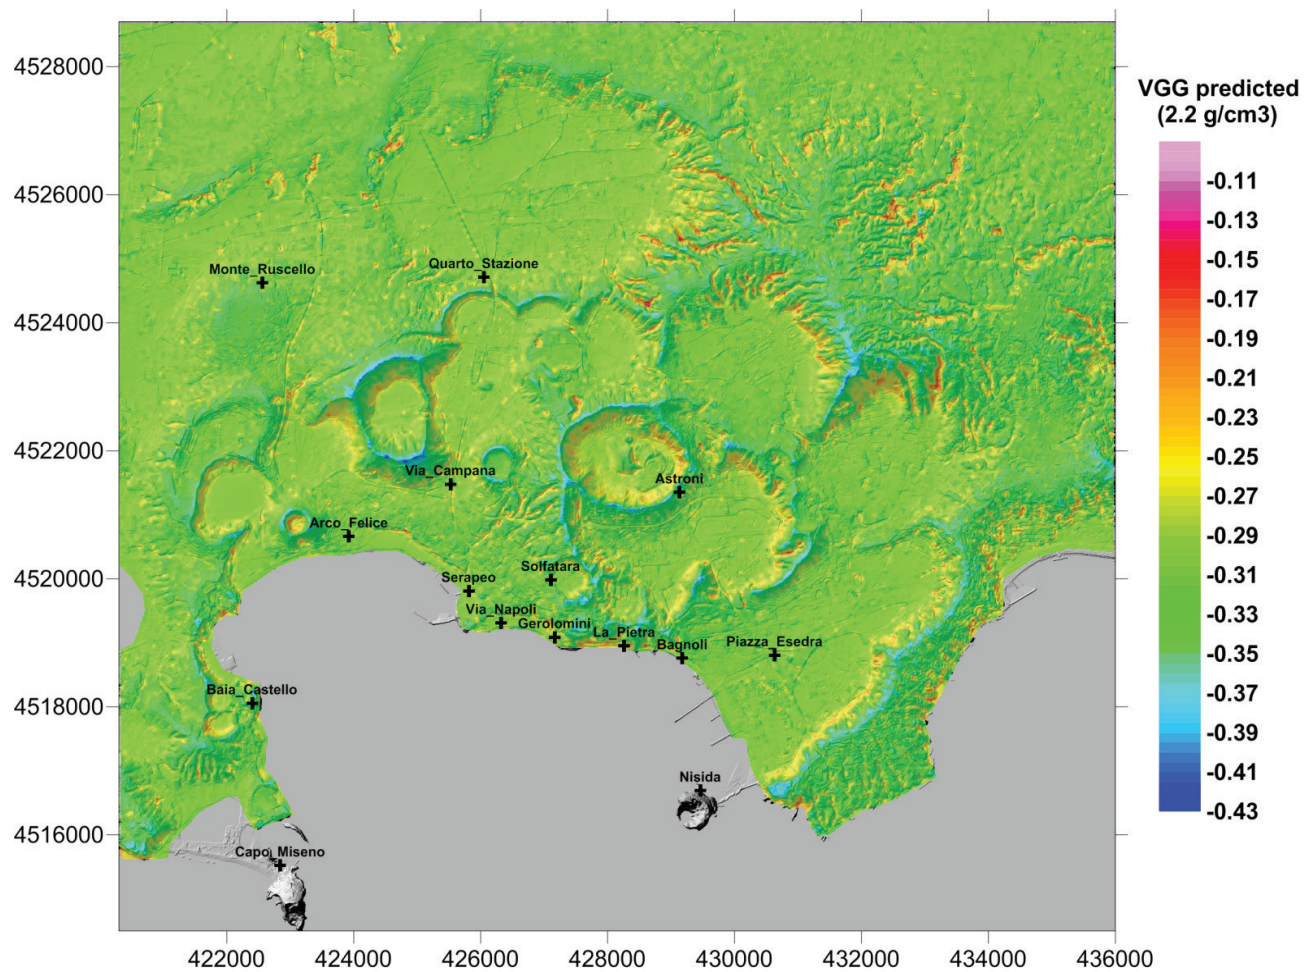 4528000
VGG predicted
(2.2 g/cm3)
-0.11
4526000
-0.13
-0.15
Monte_Ruscello
Quarto_Stazione
-0.17
4524000
-0.19
-0.21
-0.23
4522000
-0.25
Via_Campana
Astroni
-0.27
Arco_Felice
-0.29
4520000
Solfatara
Serapeo
-0.31
Via_Napoli
Gerolomini
La_Pietra
Bagnoli
Piazza_Esedra
-0.33
-0.35
4518000
Baia_Castello
-0.37
-0.39
Nisida
-0.41
-0.43
4516000
Capo_Miseno
422000
424000
426000
428000
430000
432000
434000
436000